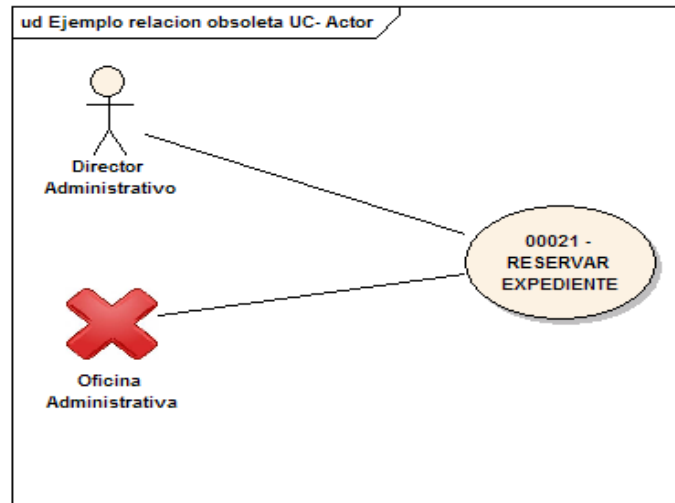 ud Ejemplo relacion obsoleta UC- Actor
Director
Administrativo
00021 -
RESERVAR
EXPEDIENTE
Oficina
Administrativa